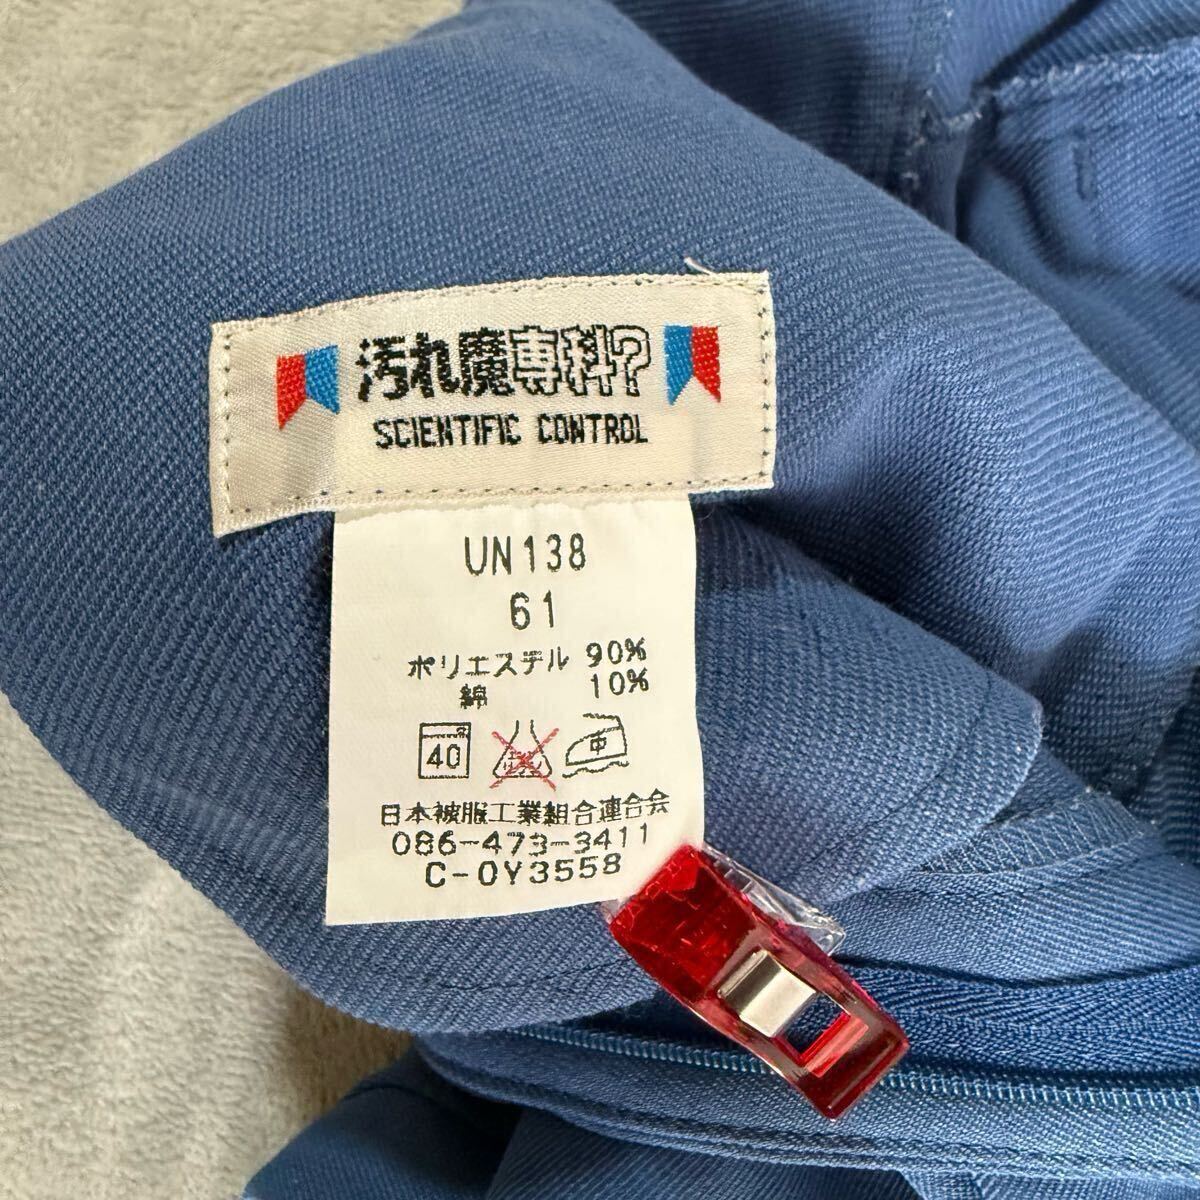 汚れ魔専科?
SCIENTIFIC CONTROL
UN138
61
ポリエステル 90%
綿 10%
40
中
日本被服工業組合連合会
086-473-3411
C-0Y3558